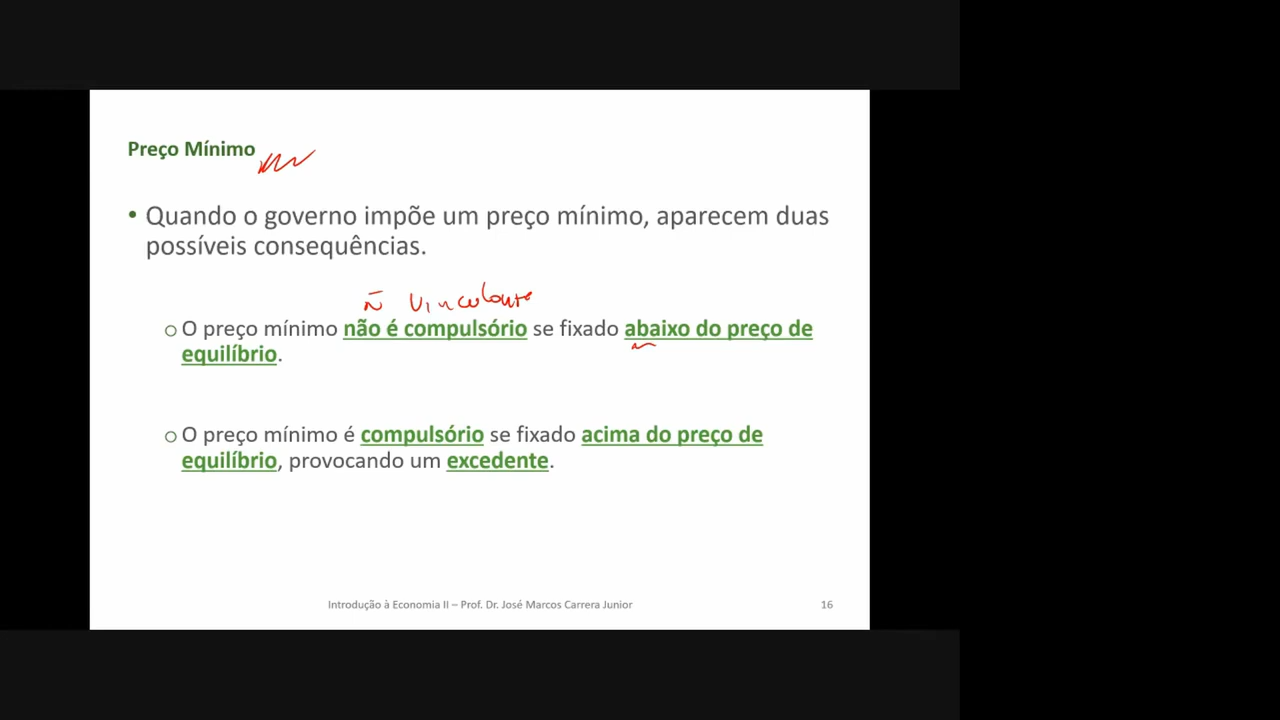 Preço Mínimo
• Quando o governo impõe um preço mínimo, aparecem duas
possíveis consequências.
ñ vinculante
o O preço mínimo não é compulsório se fixado abaixo do preço de
equilíbrio.
o O preço mínimo é compulsório se fixado acima do preço de
equilíbrio, provocando um excedente.
Introdução à Economia II – Prof. Dr. José Marcos Carrera Junior
16